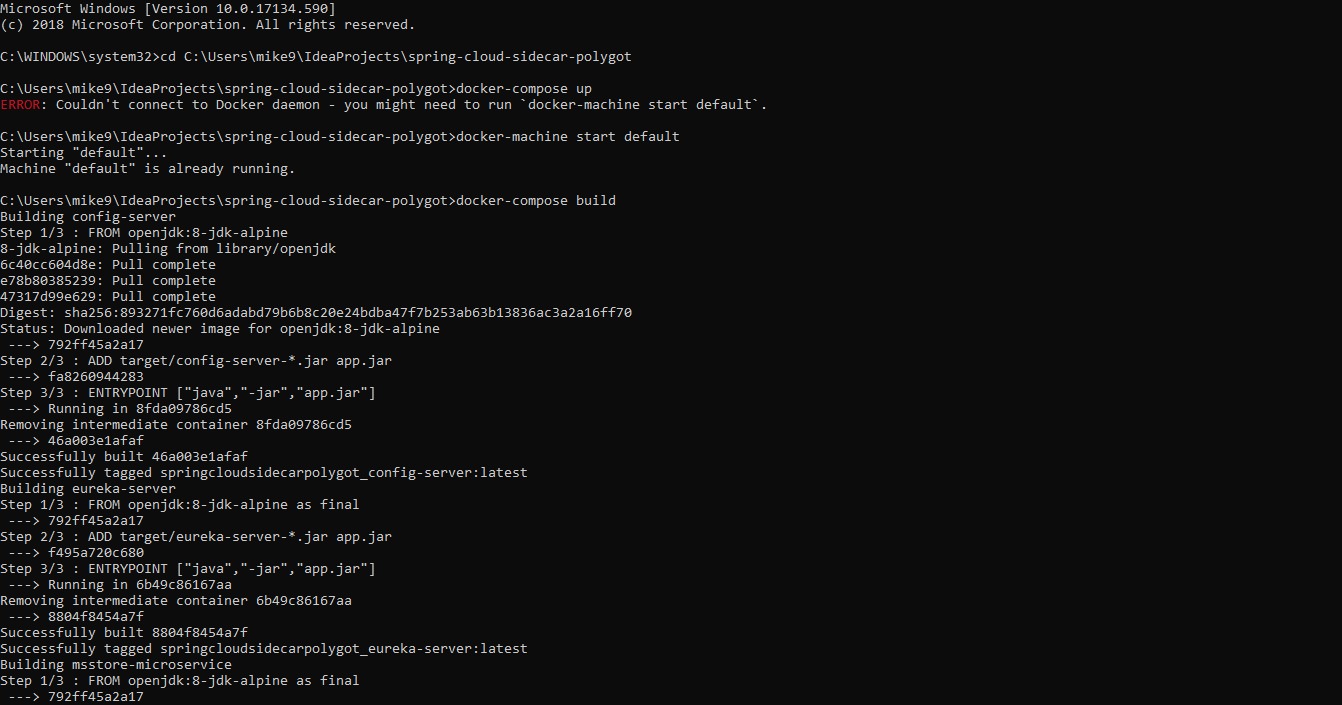 Microsoft Windows [Version 10.0.17134.590]
(c) 2018 Microsoft Corporation. All rights reserved.
C:\WINDOWS\system32>cd C:\Users\mike9\IdeaProjects\spring-cloud-sidecar-polygot
C:\Users\mike9\IdeaProjects\spring-cloud-sidecar-polygot>docker-compose up
ERROR: Couldn't connect to Docker daemon - you might need to run `docker-machine start default`.
C:\Users\mike9\IdeaProjects\spring-cloud-sidecar-polygot>docker-machine start default
Starting "default"...
Machine "default" is already running.
C:\Users\mike9\IdeaProjects\spring-cloud-sidecar-polygot>docker-compose build
Building config-server
Step 1/3 : FROM openjdk:8-jdk-alpine
8-jdk-alpine: Pulling from library/openjdk
6c40cc604d8e: Pull complete
e78b80385239: Pull complete
47317d99e629: Pull complete
Digest: sha256:893271fc760d6adabd79b6b8c20e24bdba47f7b253ab63b13836ac3a2a16ff70
Status: Downloaded newer image for openjdk:8-jdk-alpine
---> 792ff45a2a17
Step 2/3 : ADD target/config-server-*.jar app.jar
---> fa8260944283
Step 3/3 : ENTRYPOINT ["java","-jar","app.jar"]
---> Running in 8fda09786cd5
Removing intermediate container 8fda09786cd5
---> 46a003e1afaf
Successfully built 46a003e1afaf
Successfully tagged springcloudsidecarpolygot_config-server:latest
Building eureka-server
Step 1/3 : FROM openjdk:8-jdk-alpine as final
---> 792ff45a2a17
Step 2/3 : ADD target/eureka-server-*.jar app.jar
---> f495a720c680
Step 3/3 : ENTRYPOINT ["java","-jar","app.jar"]
---> Running in 6b49c86167aa
Removing intermediate container 6b49c86167aa
---> 8804f8454a7f
Successfully built 8804f8454a7f
Successfully tagged springcloudsidecarpolygot_eureka-server:latest
Building msstore-microservice
Step 1/3 : FROM openjdk:8-jdk-alpine as final
---> 792ff45a2a17